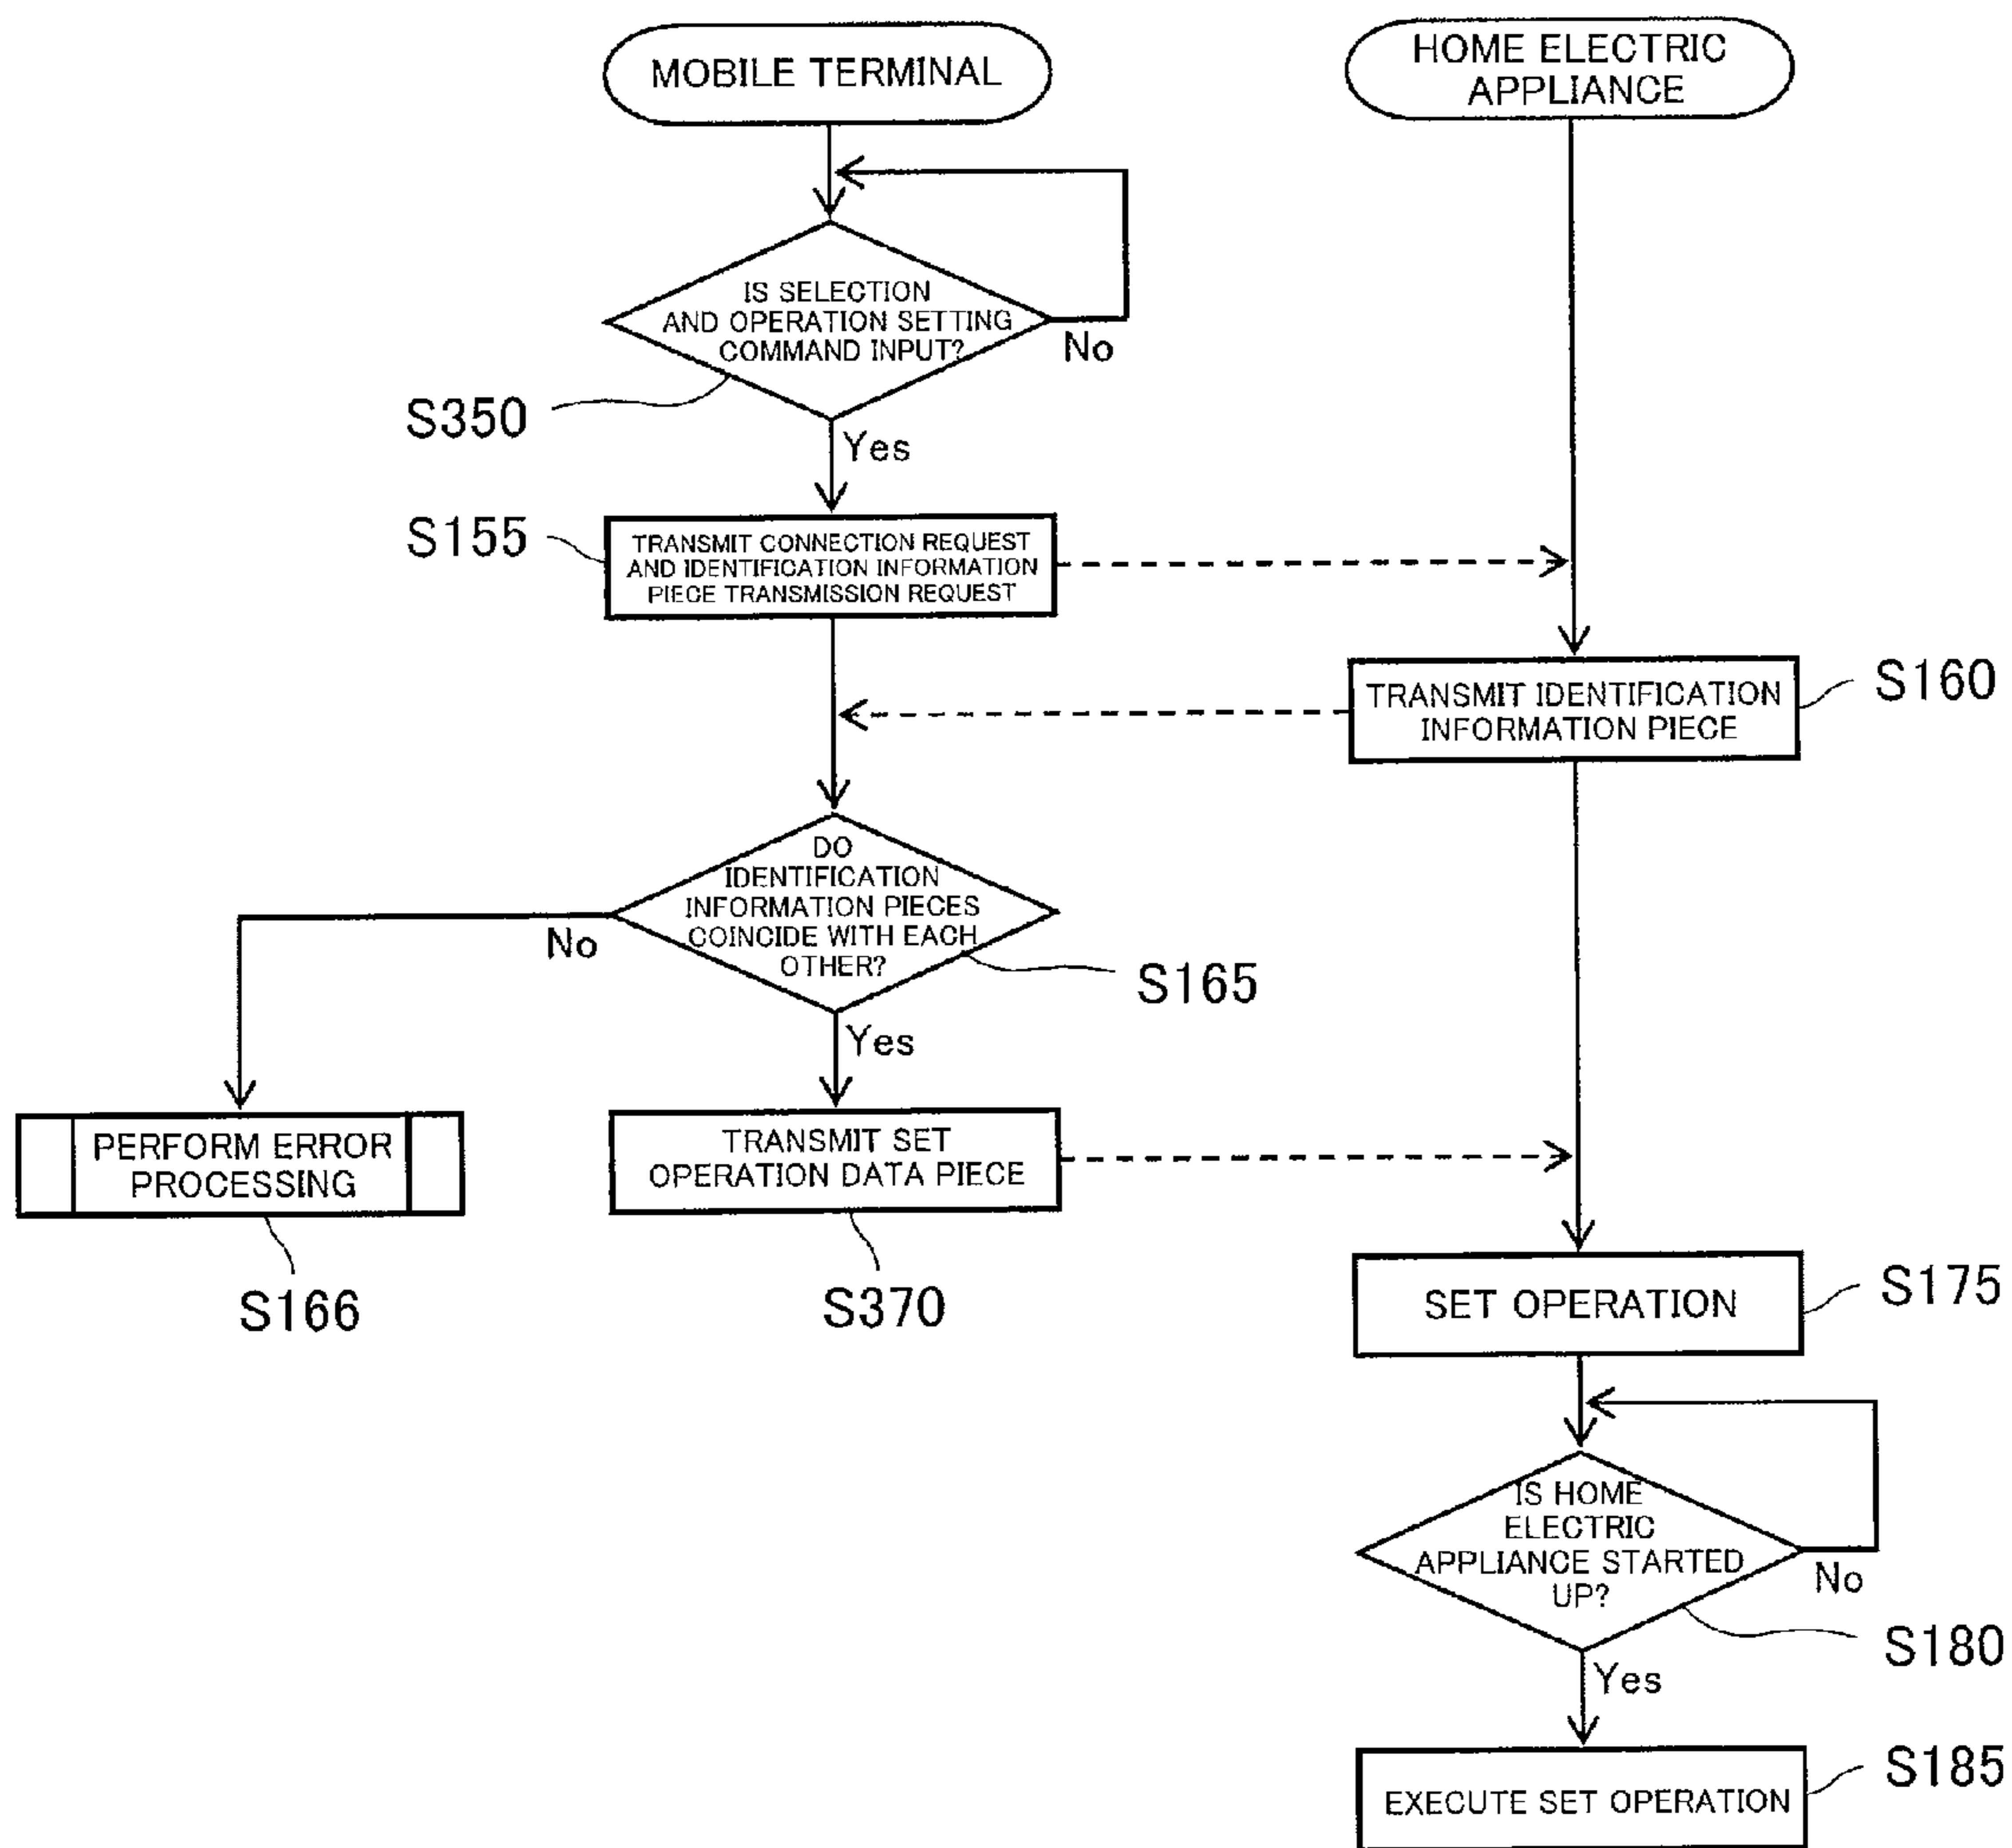 MOBILE TERMINAL
HOME ELECTRIC
APPLIANCE
IS SELECTION
AND OPERATION SETTING
COMMAND INPUT?
No
S350
Yes
S155
TRANSMIT CONNECTION REQUEST
AND IDENTIFICATION INFORMATION
PIECE TRANSMISSION REQUEST
TRANSMIT IDENTIFICATION
INFORMATION PIECE
S160
DO
IDENTIFICATION
INFORMATION PIECES
COINCIDE WITH EACH
OTHER?
No
S165
Yes
PERFORM ERROR
PROCESSING
S166
TRANSMIT SET
OPERATION DATA PIECE
S370
SET OPERATION
S175
IS HOME
ELECTRIC
APPLIANCE STARTED
UP?
No
S180
Yes
EXECUTE SET OPERATION
S185